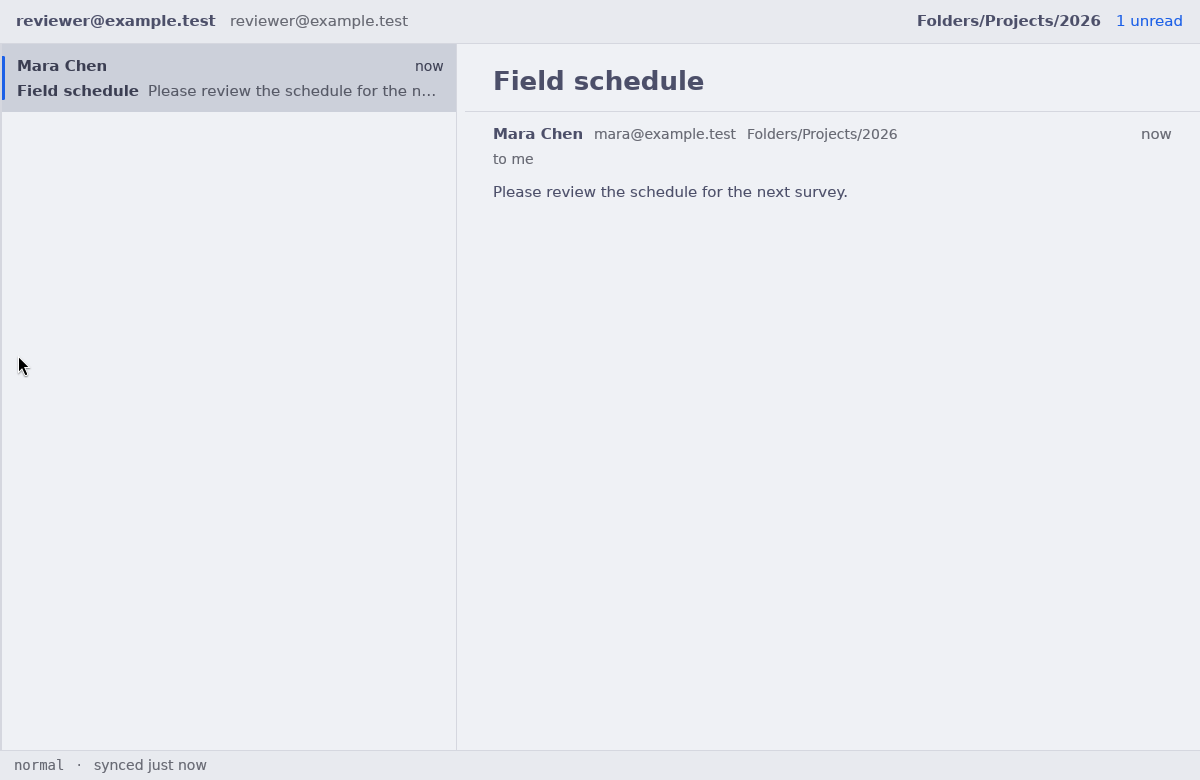 reviewer@example.test reviewer@example.test Folders/Projects/2026 1 unread
Mara Chen now
Field schedule Please review the schedule for the n…
Field schedule
Mara Chen mara@example.test Folders/Projects/2026 now
to me
Please review the schedule for the next survey.
normal · synced just now